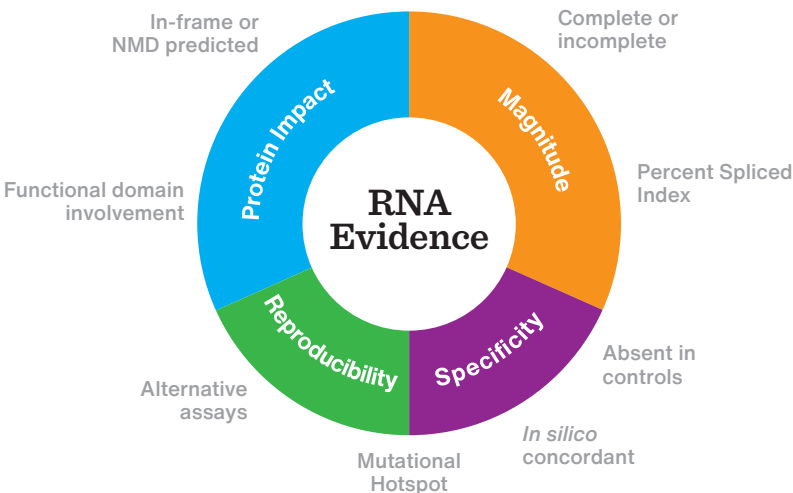 In-frame or
NMD predicted
Complete or
incomplete
Protein Impact
Magnitude
Functional domain
involvement
Percent Spliced
Index
RNA
Evidence
Reproducibility
Specificity
Absent in
controls
Alternative
assays
In silico
concordant
Mutational
Hotspot